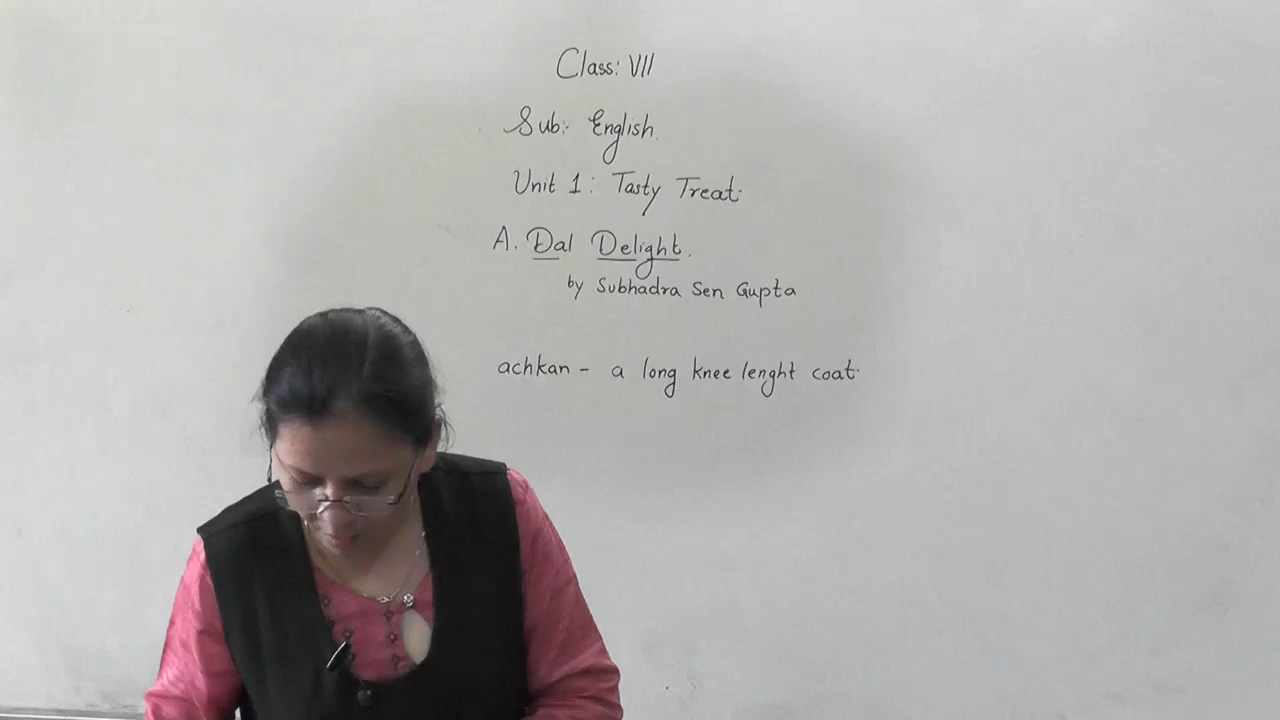 Class: VII
Sub:- English.
Unit 1: Tasty Treat.
A. Dal Delight.
by Subhadra Sen Gupta
achkan - a long knee lenght coat.